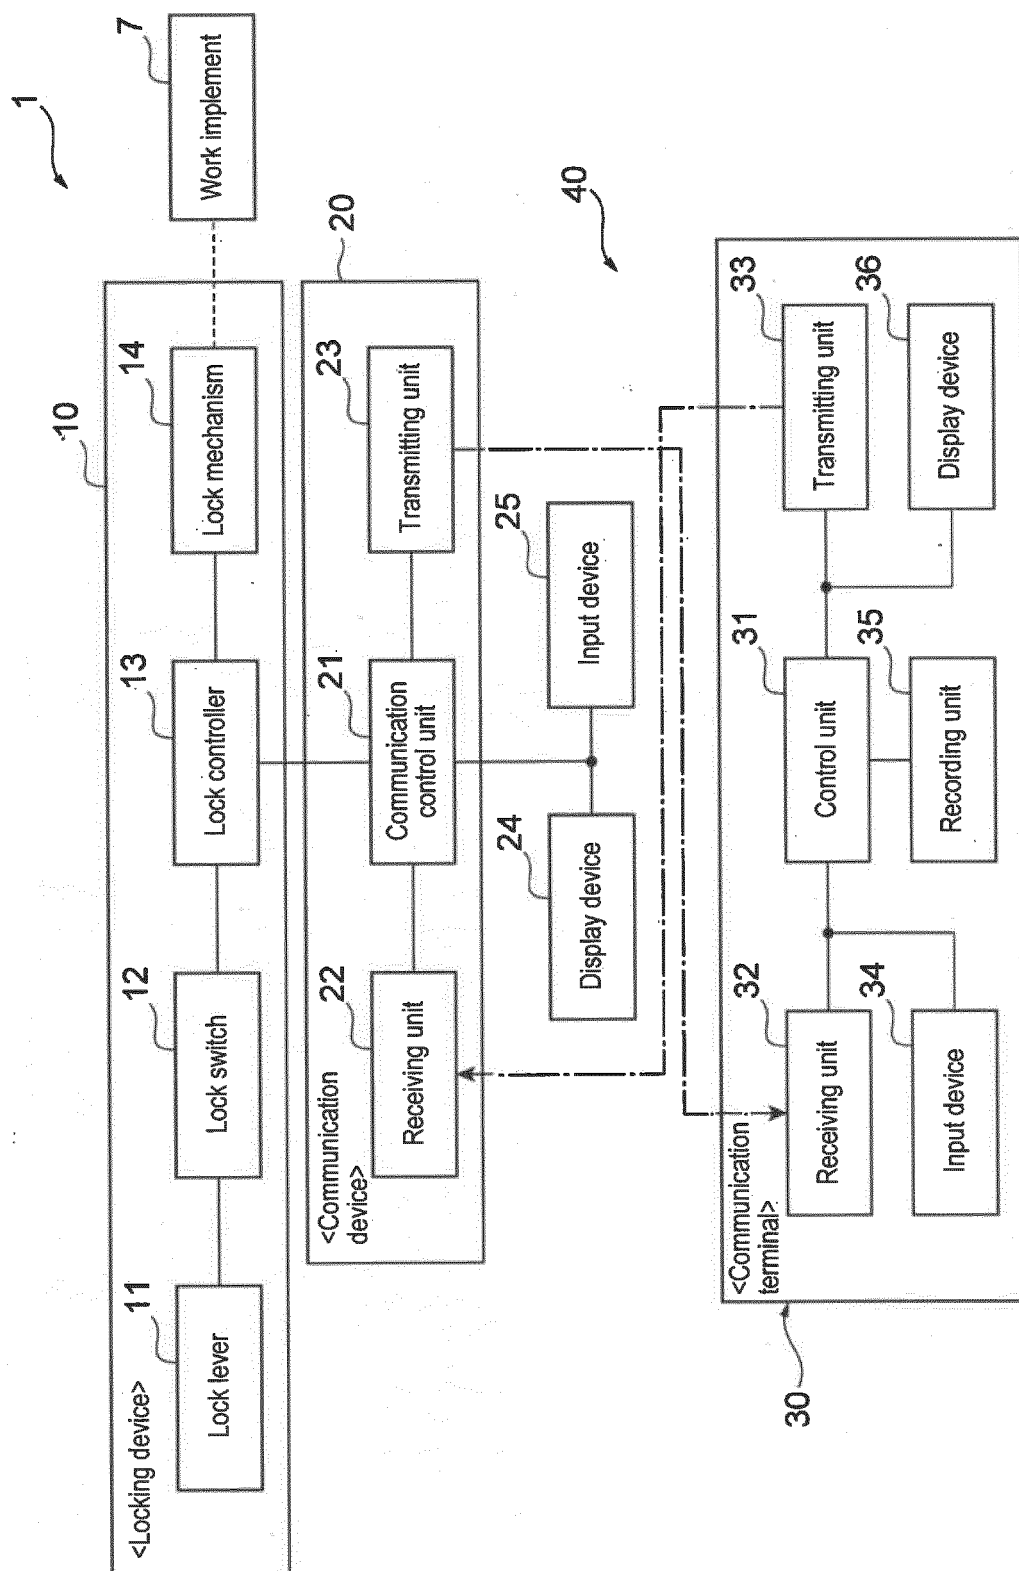 1
7
Work implement
10
<Locking device>
11
Lock lever
12
Lock switch
13
Lock controller
14
Lock mechanism
20
<Communication
device>
22
Receiving unit
21
Communication
control unit
23
Transmitting unit
24
Display device
25
Input device
40
30
<Communication
terminal>
32
Receiving unit
31
Control unit
33
Transmitting unit
34
Input device
35
Recording unit
36
Display device